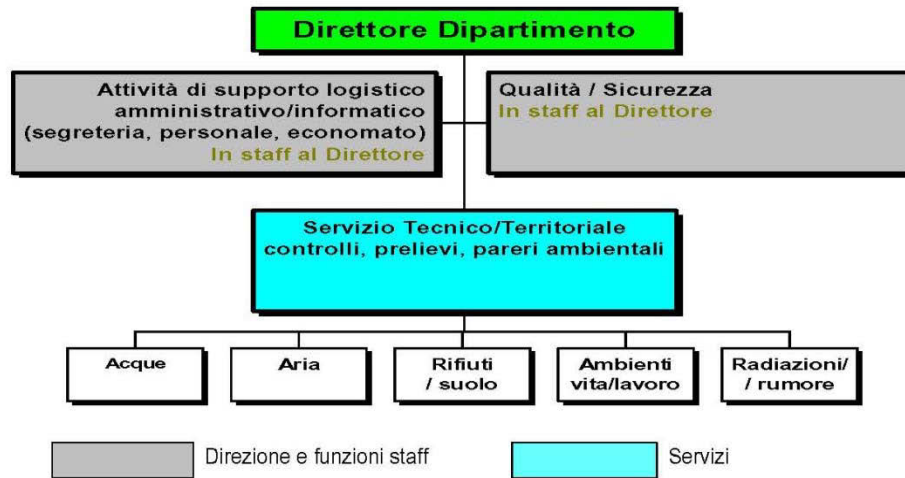 Direttore Dipartimento
Attività di supporto logistico
amministrativo/informatico
(segreteria, personale, economato)
In staff al Direttore
Qualità / Sicurezza
In staff al Direttore
Servizio Tecnico/Territoriale
controlli, prelievi, pareri ambientali
Acque
Aria
Rifiuti
/ suolo
Ambienti
vita/lavoro
Radiazioni/
/ rumore
Direzione e funzioni staff
Servizi